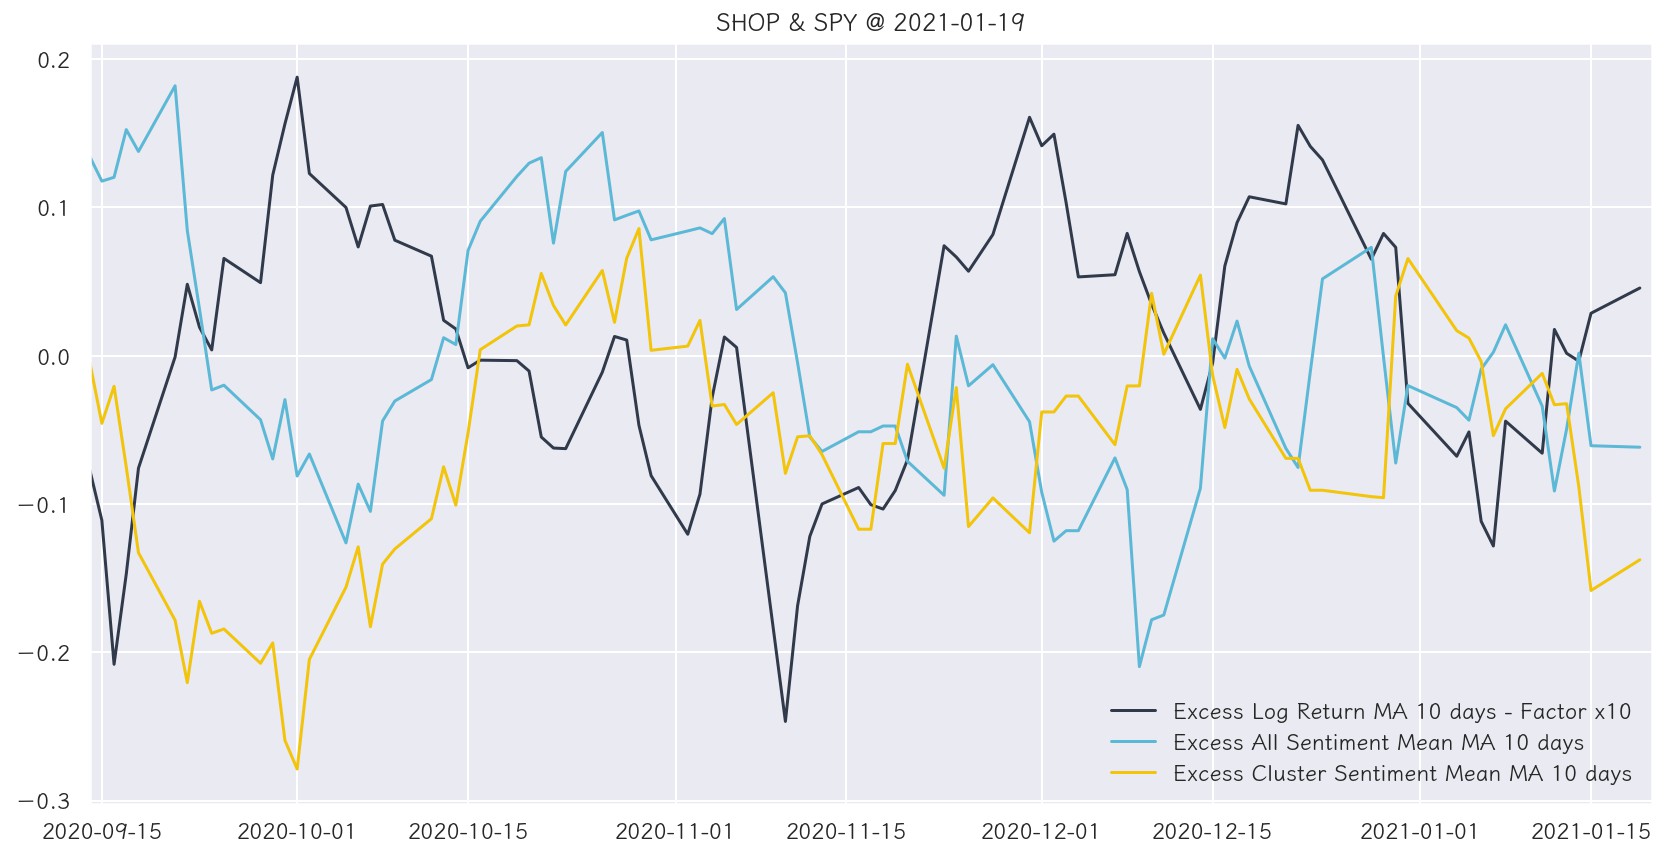 SHOP & SPY @ 2021-01-19
0.2
0.1
0.0
−0.1
−0.2
−0.3
Excess Log Return MA 10 days - Factor x10
Excess All Sentiment Mean MA 10 days
Excess Cluster Sentiment Mean MA 10 days
2020-09-15 2020-10-01 2020-10-15 2020-11-01 2020-11-15 2020-12-01 2020-12-15 2021-01-01 2021-01-15